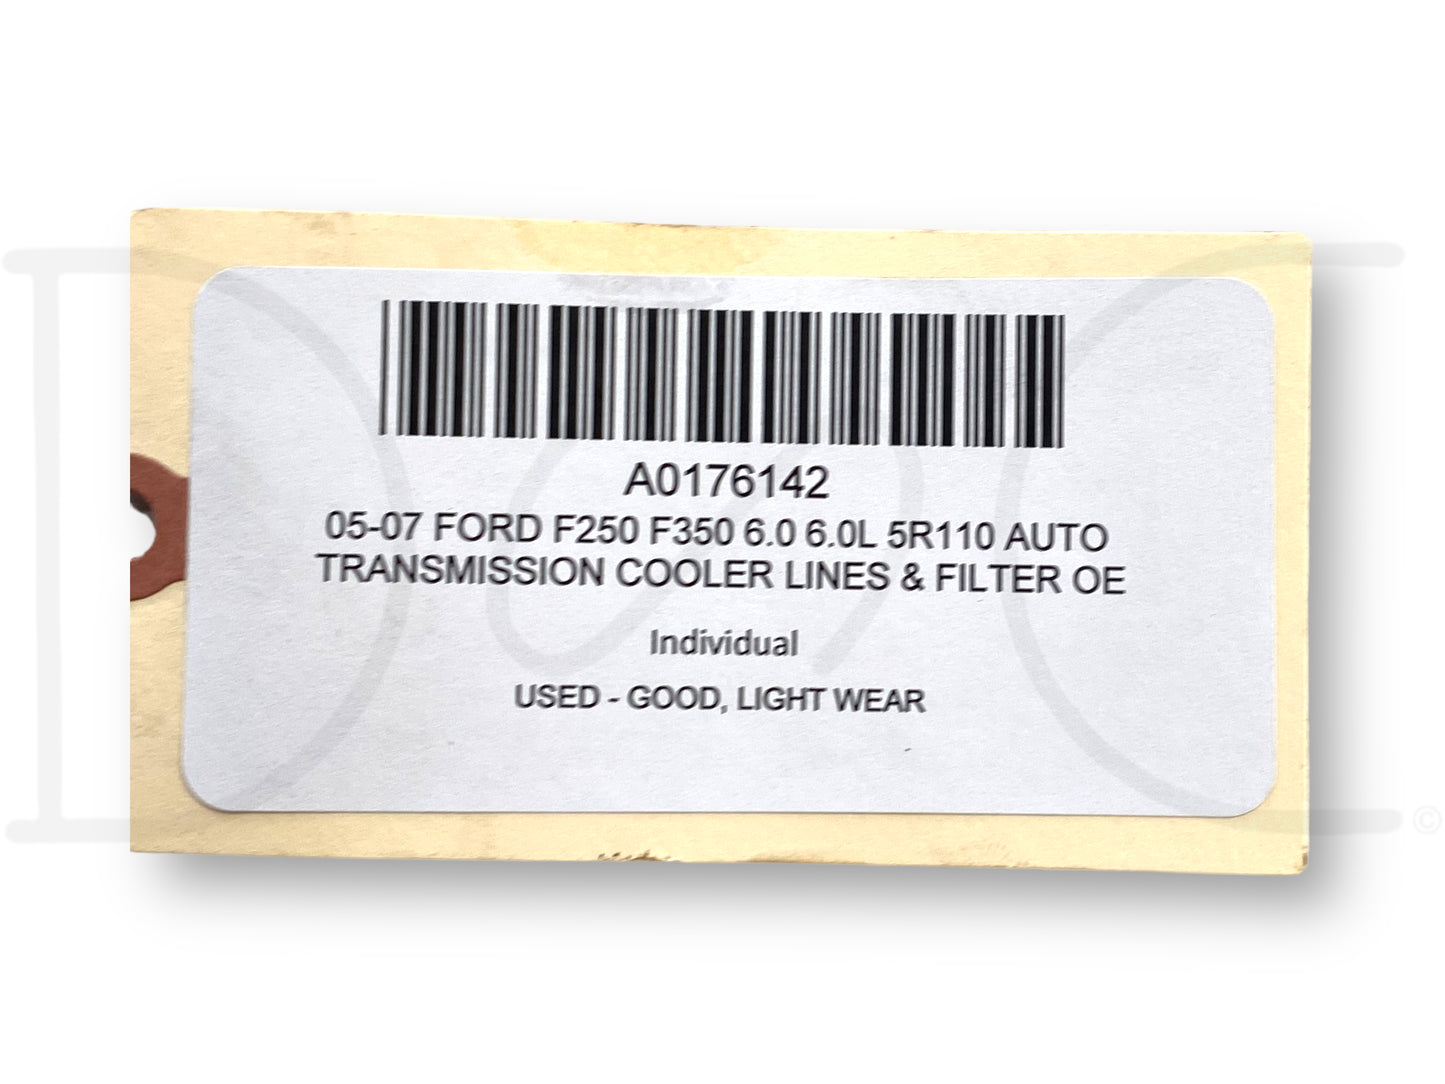 A0176142
05-07 FORD F250 F350 6.0 6.0L 5R110 AUTO
TRANSMISSION COOLER LINES & FILTER OE
Individual
USED - GOOD, LIGHT WEAR
©